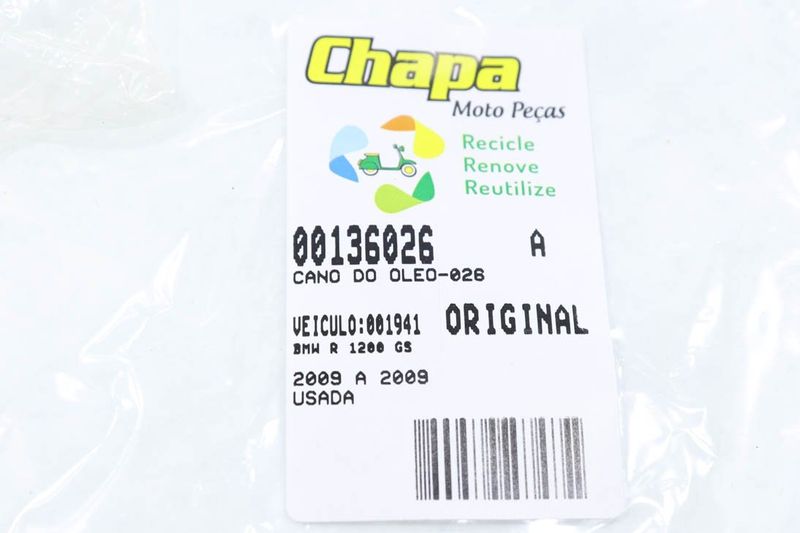 Chapa
Moto Peças
Recicle
Renove
Reutilize
00136026 A
CANO DO OLEO-026
VEICULO:001941 ORIGINAL
BMW R 1200 GS
2009 A 2009
USADA